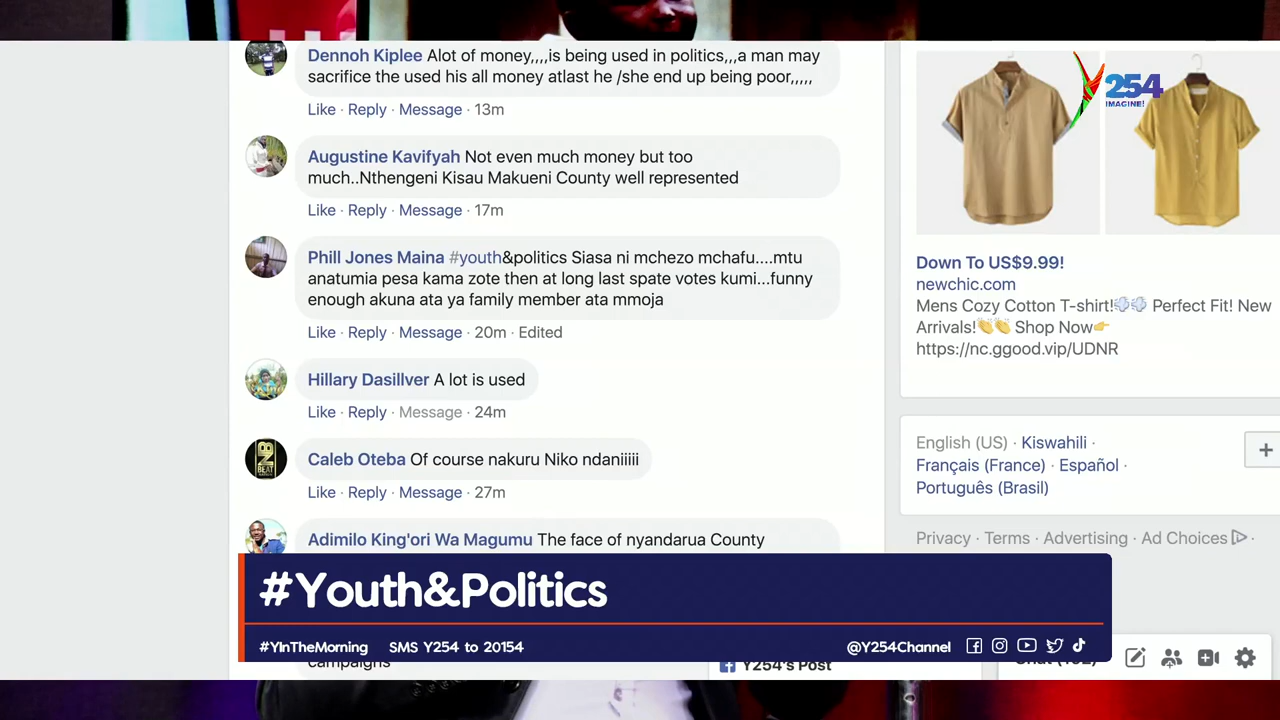 Dennoh Kiplee Alot of money,,,,is being used in politics,,,a man may
sacrifice the used his all money atlast he /she end up being poor,,,,,
Like · Reply · Message · 13m
Augustine Kavifyah Not even much money but too
much..Nthengeni Kisau Makueni County well represented
Like · Reply · Message · 17m
Phill Jones Maina #youth&politics Siasa ni mchezo mchafu....mtu
anatumia pesa kama zote then at long last spate votes kumi...funny
enough akuna ata ya family member ata mmoja
Like · Reply · Message · 20m · Edited
Hillary Dasillver A lot is used
Like · Reply · Message · 24m
Caleb Oteba Of course nakuru Niko ndaniiiii
Like · Reply · Message · 27m
Adimilo King'ori Wa Magumu The face of nyandarua County
campaigns
Y254
IMAGINE!
Down To US$9.99!
newchic.com
Mens Cozy Cotton T-shirt!💨💨 Perfect Fit! New
Arrivals!👏👏 Shop Now👉
https://nc.ggood.vip/UDNR
English (US) · Kiswahili ·
Français (France) · Español ·
Português (Brasil)
Privacy · Terms · Advertising · Ad Choices ·
#Youth&Politics
#YInTheMorning SMS Y254 to 20154 @Y254Channel
Y254's Post